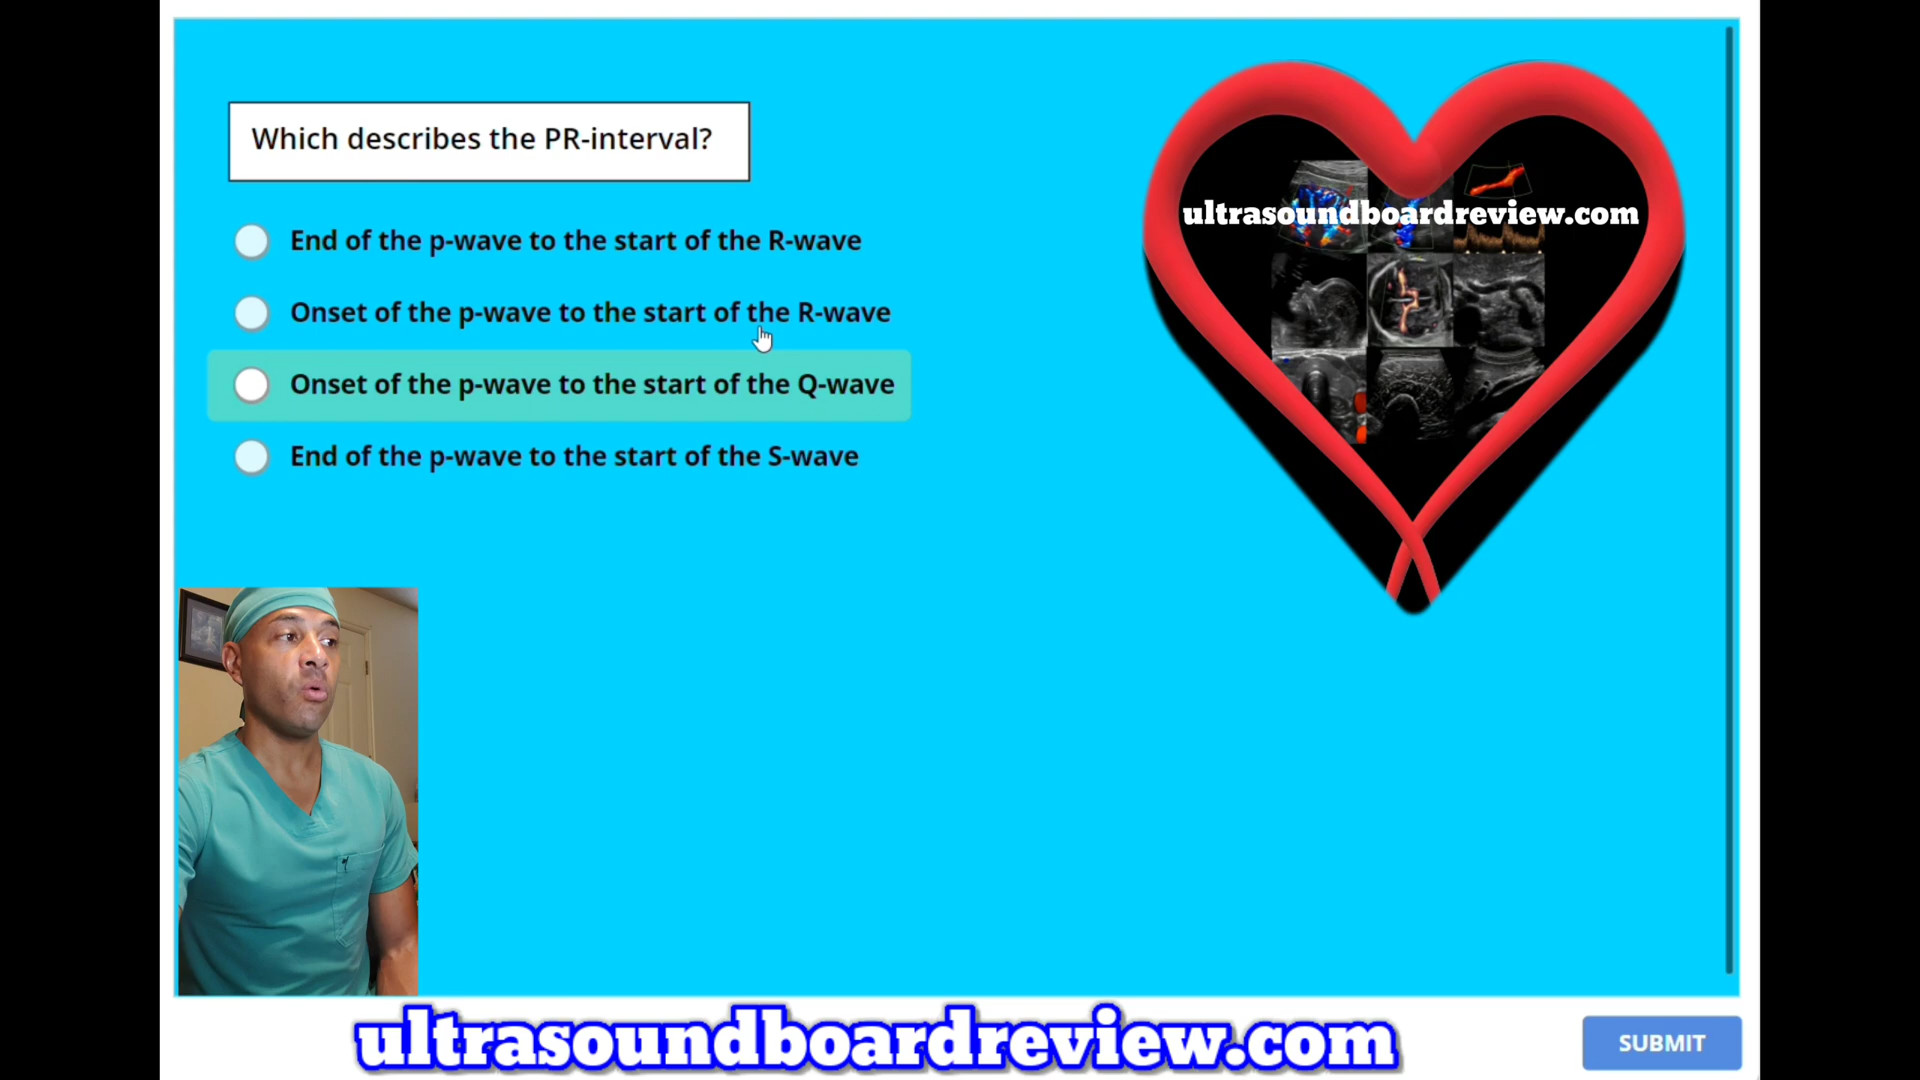 Which describes the PR-interval?
End of the p-wave to the start of the R-wave
Onset of the p-wave to the start of the R-wave
Onset of the p-wave to the start of the Q-wave
End of the p-wave to the start of the S-wave
ultrasoundboardreview.com
ultrasoundboardreview.com
SUBMIT